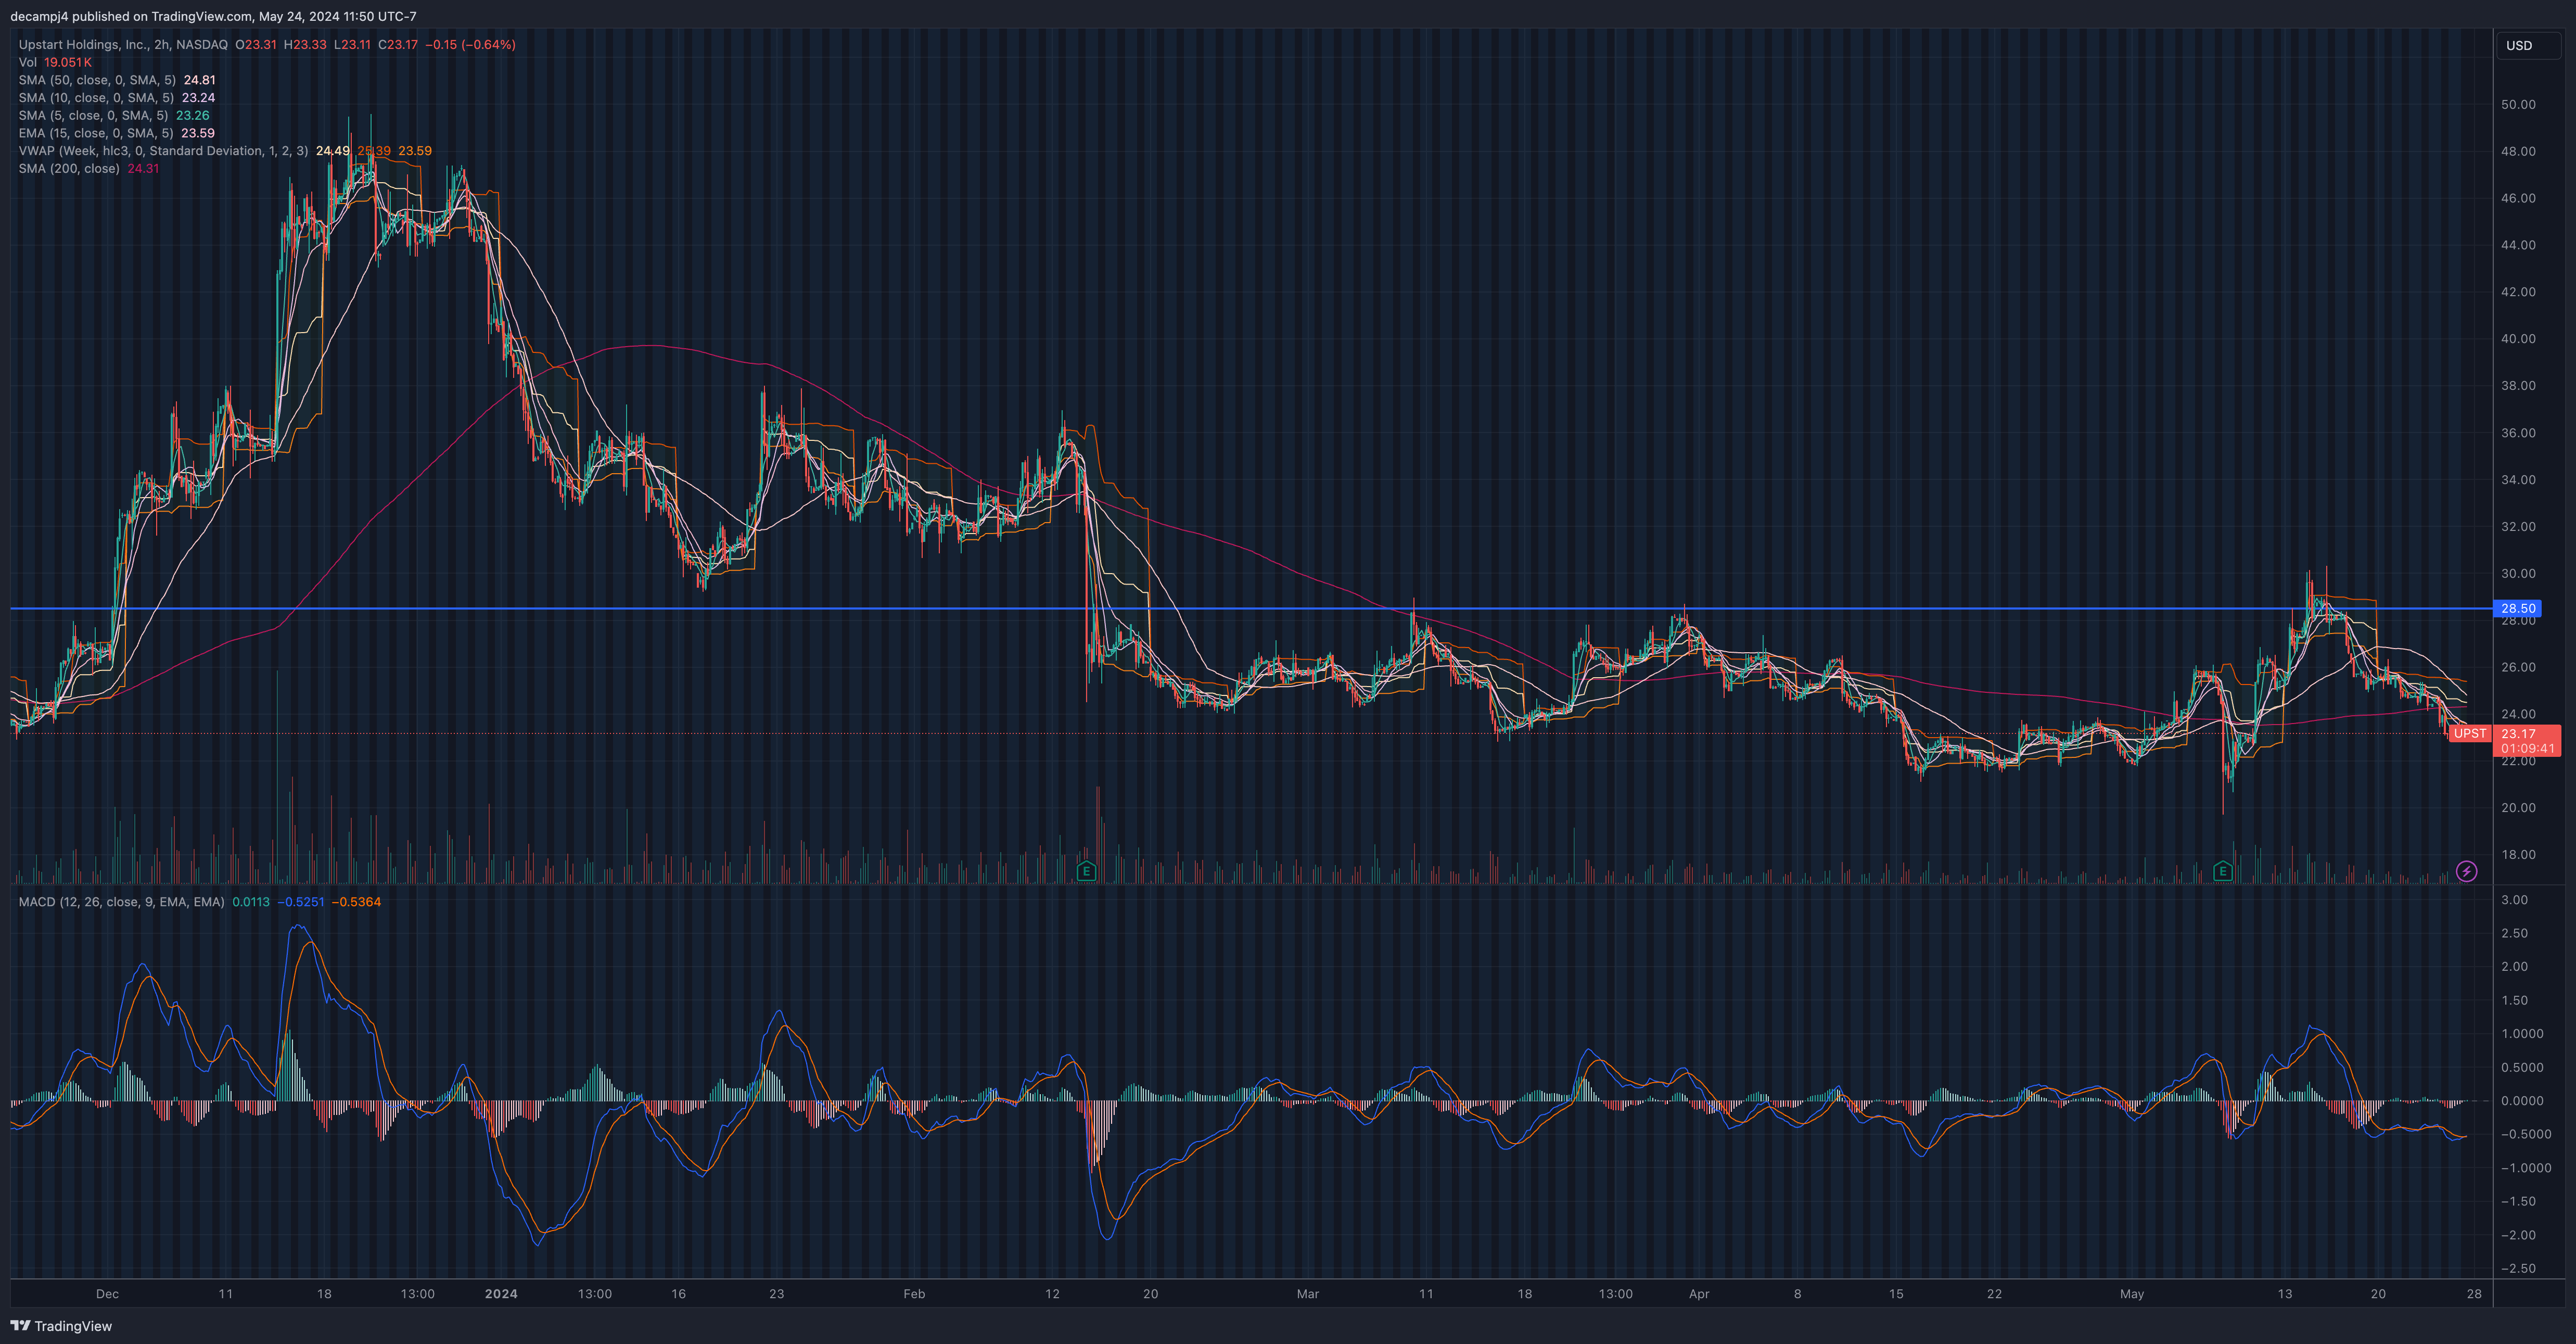 decampj4 published on TradingView.com, May 24, 2024 11:50 UTC-7
Upstart Holdings, Inc., 2h, NASDAQ O23.31 H23.33 L23.11 C23.17 −0.15 (−0.64%)
USD
Vol 19.051K
SMA (50, close, 0, SMA, 5) 24.81
SMA (10, close, 0, SMA, 5) 23.24
SMA (5, close, 0, SMA, 5) 23.26
EMA (15, close, 0, SMA, 5) 23.59
VWAP (Week, hlc3, 0, Standard Deviation, 1, 2, 3) 24.49 25.39 23.59
SMA (200, close) 24.31
50.00
48.00
46.00
44.00
42.00
40.00
38.00
36.00
34.00
32.00
30.00
28.50
28.00
26.00
24.00
UPST 23.17
01:09:41
22.00
20.00
18.00
E E
MACD (12, 26, close, 9, EMA, EMA) 0.0113 −0.5251 −0.5364
3.00
2.50
2.00
1.50
1.0000
0.5000
0.0000
−0.5000
−1.0000
−1.50
−2.00
−2.50
Dec 11 18 13:00 2024 13:00 16 23 Feb 12 20 Mar 11 18 13:00 Apr 8 15 22 May 13 20 28
TradingView